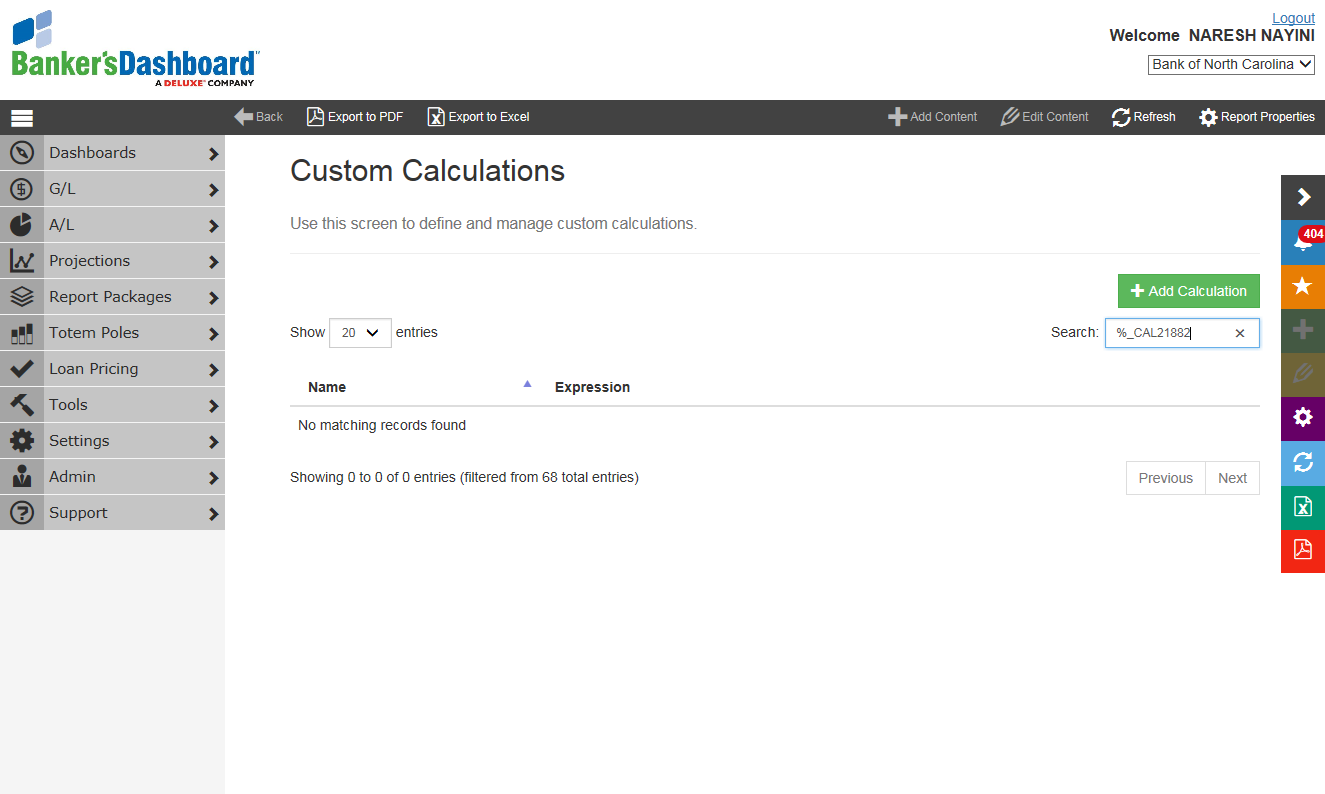 Logout
Welcome NARESH NAYINI
Bank of North Carolina
Banker'sDashboard™
A DELUXE® COMPANY
Back
Export to PDF
Export to Excel
Add Content
Edit Content
Refresh
Report Properties
Dashboards
G/L
A/L
Projections
Report Packages
Totem Poles
Loan Pricing
Tools
Settings
Admin
Support
Custom Calculations
Use this screen to define and manage custom calculations.
Add Calculation
Show 20 entries
Search: %_CAL21882
Name Expression
No matching records found
Showing 0 to 0 of 0 entries (filtered from 68 total entries)
Previous Next
404